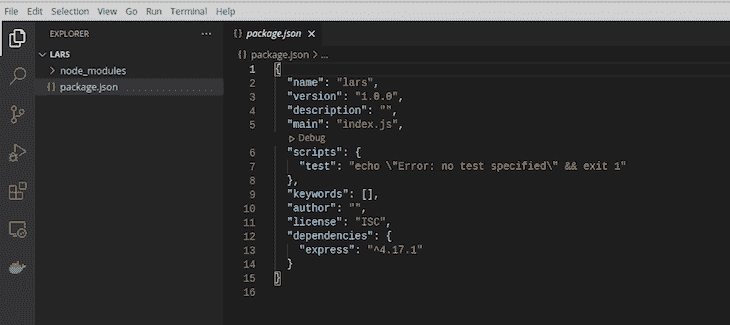 File Edit Selection View Go Run Terminal Help
EXPLORER ...
LARS
node_modules
{} package.json
{} package.json ×
{} package.json > ...
1 {
2 "name": "lars",
3 "version": "1.0.0",
4 "description": "",
5 "main": "index.js",
Debug
6 "scripts": {
7 "test": "echo \"Error: no test specified\" && exit 1"
8 },
9 "keywords": [],
10 "author": "",
11 "license": "ISC",
12 "dependencies": {
13 "express": "^4.17.1"
14 }
15 }
16